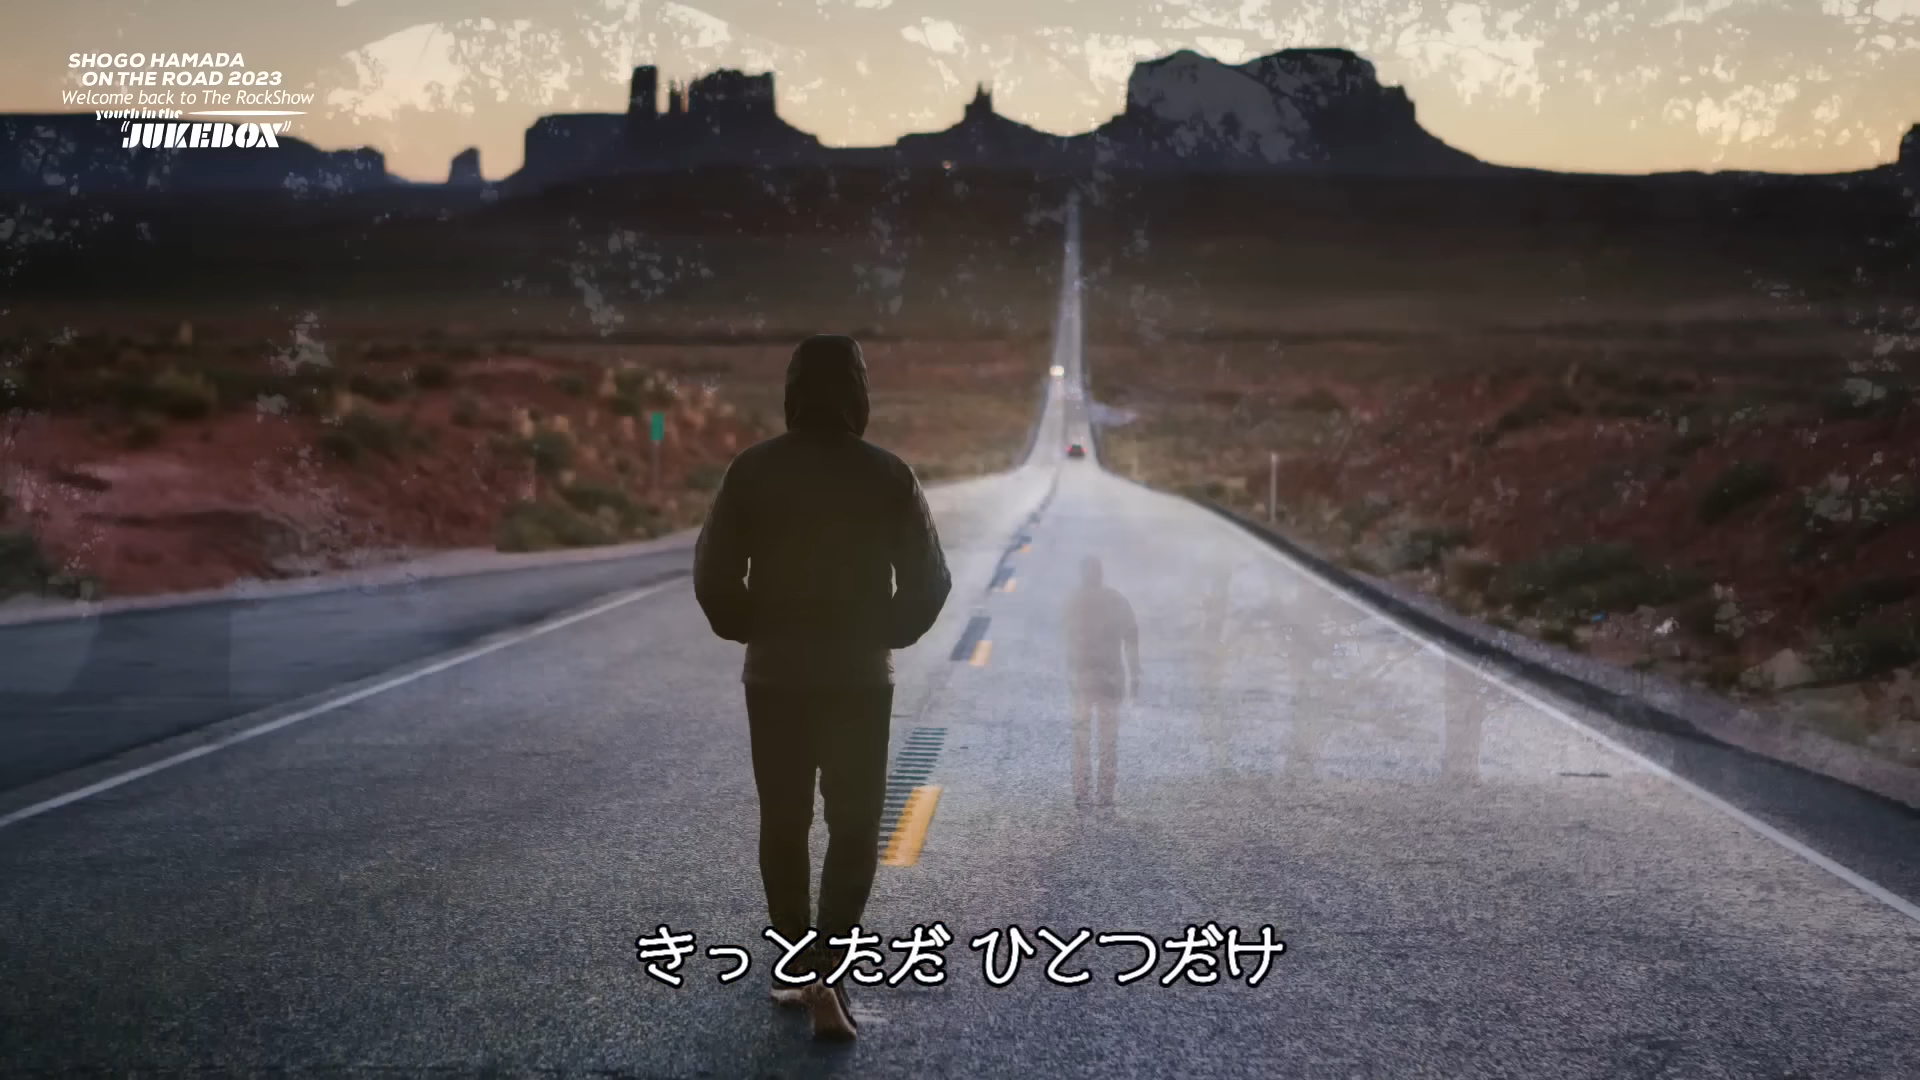 SHOGO HAMADA
ON THE ROAD 2023
Welcome back to The RockShow
youth in the
"JUKEBOX"
きっとただ ひとつだけ